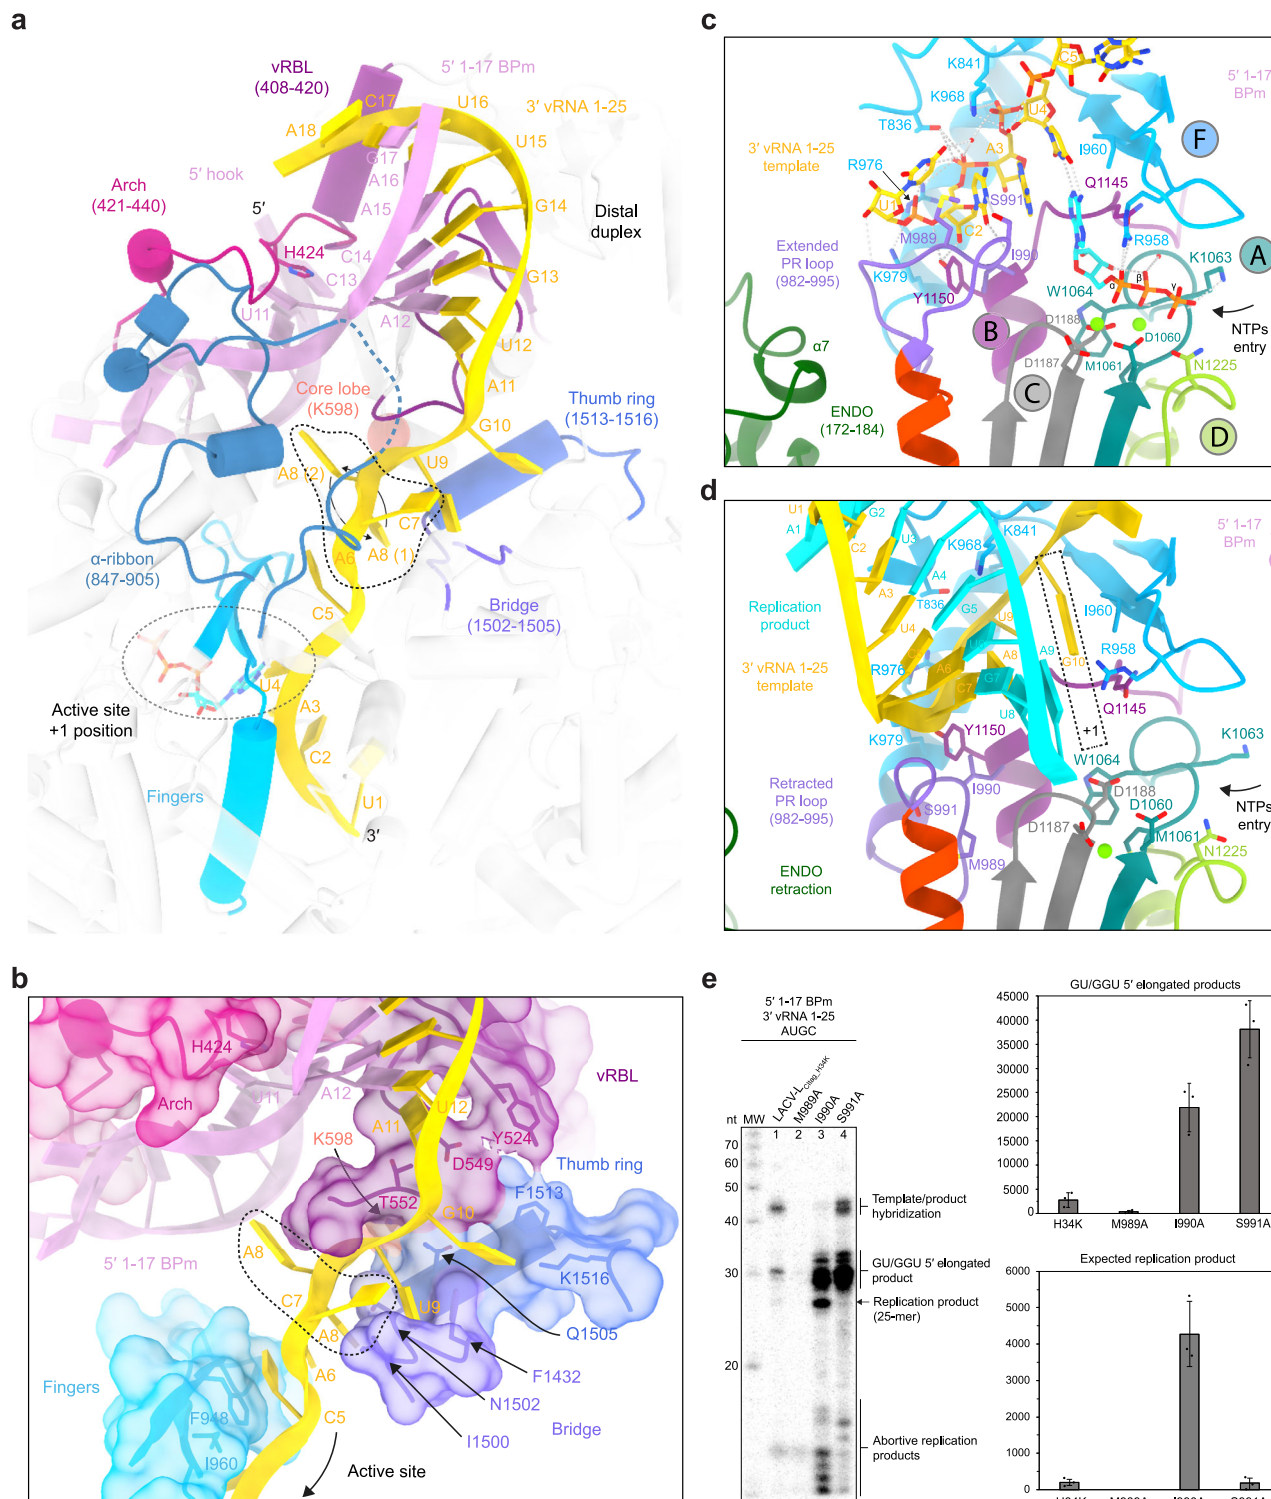 a
vRBL
(408-420)
5′ 1-17 BPm
C17
U16
3′ vRNA 1-25
A18
U15
G17
A16
5′ hook
Arch
(421-440)
5′
A15
G14
Distal
duplex
H424
C14
C13
G13
U11
A12
U12
Core lobe
(K598)
A11
Thumb ring
(1513-1516)
G10
U9
A8 (2)
C7
A6
A8 (1)
α-ribbon
(847-905)
C5
Bridge
(1502-1505)
U4
A3
Active site
+1 position
C2
Fingers
U1
3′
b
H424
U11
A12
vRBL
Arch
U12
A11
K598
Y524
D549
Thumb ring
T552
F1513
G10
A8
5′ 1-17 BPm
K1516
C7
U9
Q1505
A8
A6
F1432
Fingers
C5
N1502
F948
Bridge
I960
I1500
Active site
c
C5
K841
5′ 1-17
BPm
K968
U4
T836
F
A3
I960
3′ vRNA 1-25
template
R976
Q1145
S991
U1
M989
C2
R958
Extended
PR loop
(982-995)
I990
K1063
A
K979
β
W1064
α
γ
Y1150
D1188
NTPs
entry
B
D1060
α7
D1187
M1061
N1225
C
ENDO
(172-184)
D
d
U1
G2
A1
K841
5′ 1-17
BPm
C2
U3
K968
A4
A3
I960
T836
Replication
product
G5
U9
U4
R958
A9
A8
G10
3′ vRNA 1-25
template
R976
A6
G7
C7
Q1145
U8
K979
Y1150
+1
K1063
W1064
Retracted
PR loop
(982-995)
I990
D1188
NTPs
entry
S991
D1060
D1187
M1061
N1225
M989
ENDO
retraction
e
5′ 1-17 BPm
3′ vRNA 1-25
AUGC
LACV-L CItag_H34K
M989A
I990A
S991A
nt
MW
1
2
3
4
70
60
50
40
30
20
Template/product
hybridization
GU/GGU 5′ elongated
product
Replication product
(25-mer)
Abortive replication
products
GU/GGU 5′ elongated products
45000
40000
35000
30000
25000
20000
15000
10000
5000
0
H34K
M989A
I990A
S991A
Expected replication product
6000
5000
4000
3000
2000
1000
0
H34K
M989A
I990A
S991A